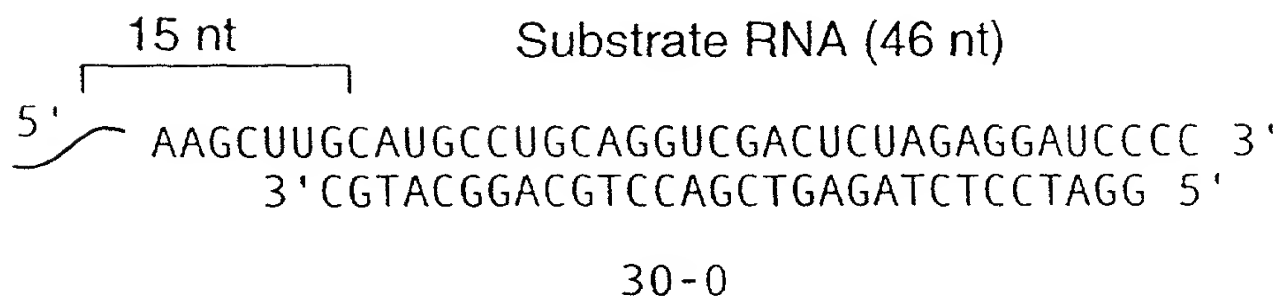 15 nt Substrate RNA (46 nt)
5' AAGCUUGCAUGCCUGCAGGUCGACUCUAGAGGAUCCCC 3'
3'CGTACGGACGTCCAGCTGAGATCTCCTAGG 5'
30-0